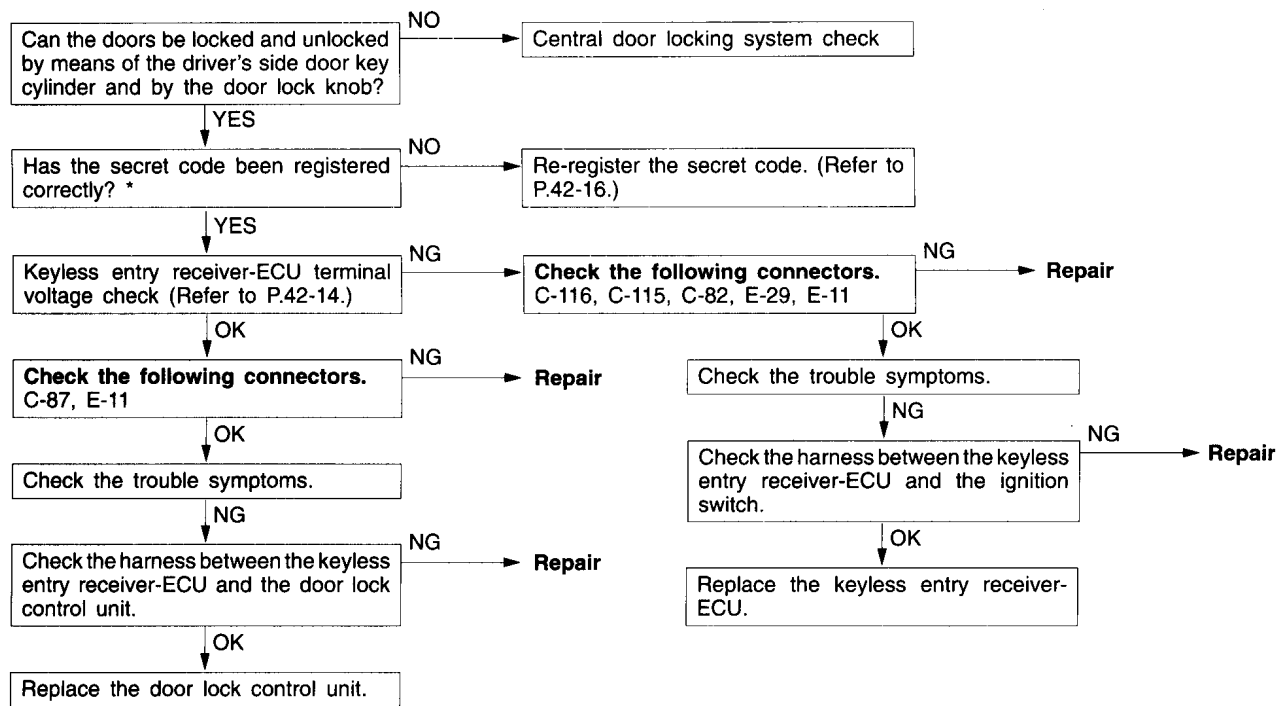 Can the doors be locked and unlocked
by means of the driver's side door key
cylinder and by the door lock knob?
NO
Central door locking system check
YES
Has the secret code been registered
correctly? *
NO
Re-register the secret code. (Refer to
P.42-16.)
YES
Keyless entry receiver-ECU terminal
voltage check (Refer to P.42-14.)
NG
Check the following connectors.
C-116, C-115, C-82, E-29, E-11
NG
Repair
OK
OK
Check the following connectors.
C-87, E-11
NG
Repair
Check the trouble symptoms.
OK
NG
Check the trouble symptoms.
Check the harness between the keyless
entry receiver-ECU and the ignition
switch.
NG
Repair
NG
OK
Check the harness between the keyless
entry receiver-ECU and the door lock
control unit.
NG
Repair
Replace the keyless entry receiver-
ECU.
OK
Replace the door lock control unit.